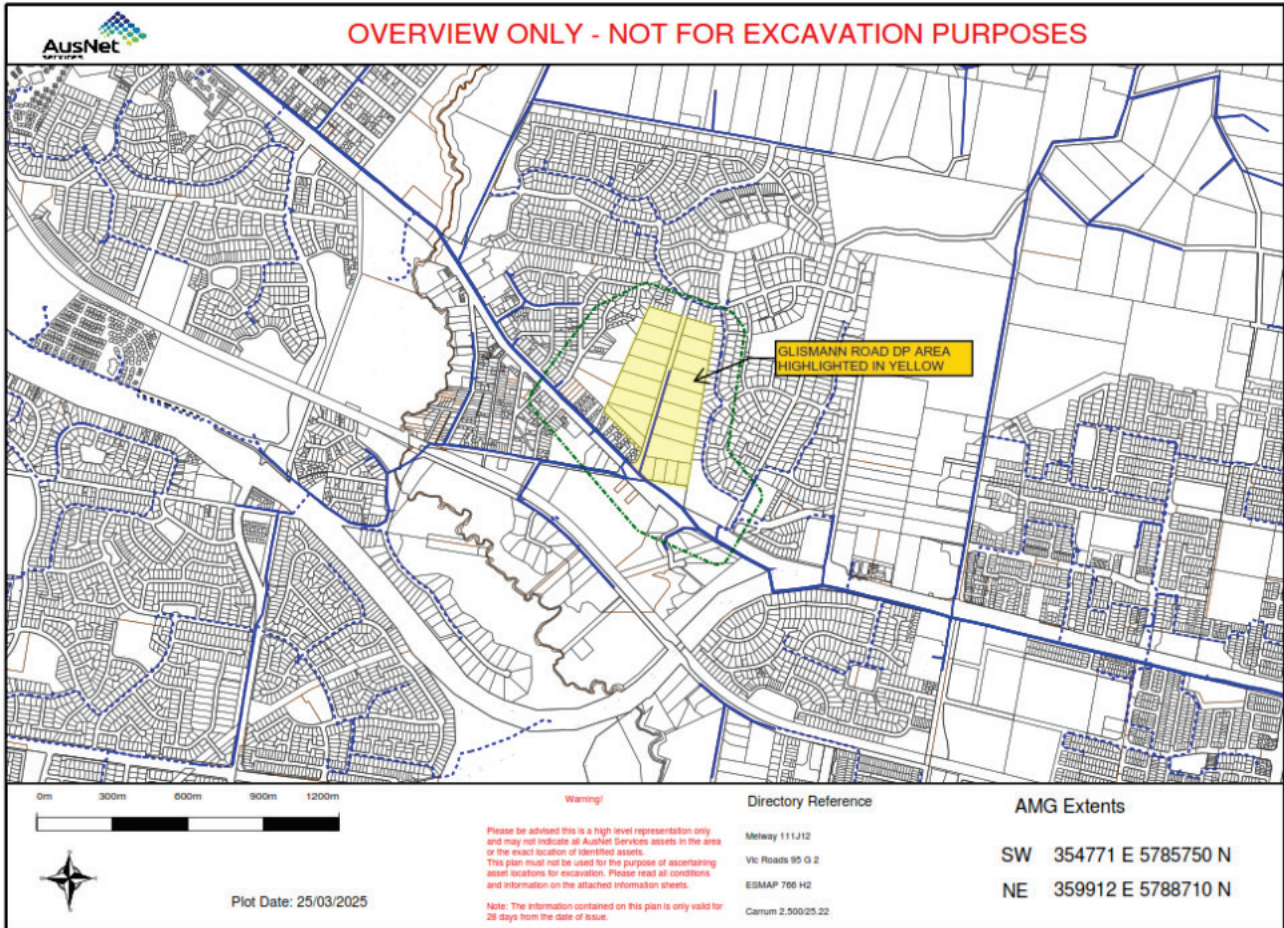 AusNet
services
OVERVIEW ONLY - NOT FOR EXCAVATION PURPOSES
GLISMANN ROAD DP AREA
HIGHLIGHTED IN YELLOW
0m 300m 600m 900m 1200m
Plot Date: 25/03/2025
Warning!
Please be advised this is a high level representation only
and may not indicate all AusNet Services assets in the area
or the exact location of identified assets.
This plan must not be used for the purpose of ascertaining
asset locations for excavation. Please read all conditions
and information on the attached information sheets.
Note: The information contained on this plan is only valid for
28 days from the date of issue.
Directory Reference
Melway 111J12
Vic Roads 95 G 2
ESMAP 766 H2
Carrum 2,500/25.22
AMG Extents
SW 354771 E 5785750 N
NE 359912 E 5788710 N